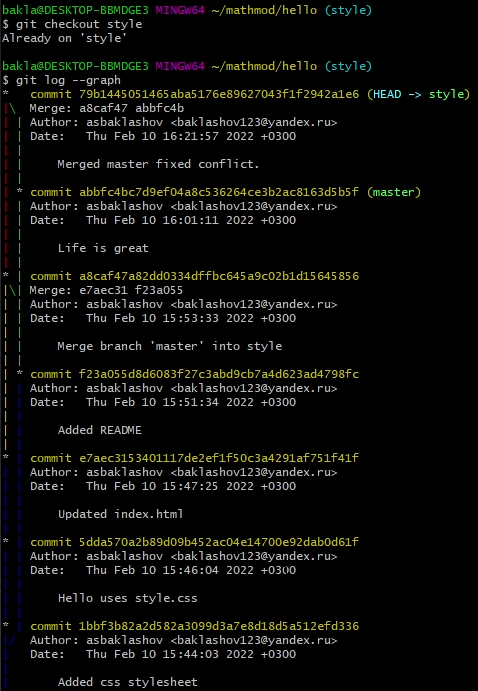 bakla@DESKTOP-BBMDGE3 MINGW64 ~/mathmod/hello (style)
$ git checkout style
Already on 'style'
bakla@DESKTOP-BBMDGE3 MINGW64 ~/mathmod/hello (style)
$ git log --graph
*   commit 79b1445051465aba5176e89627043f1f2942a1e6 (HEAD -> style)
|\  Merge: a8caf47 abbfc4b
| | Author: asbaklashov <baklashov123@yandex.ru>
| | Date:   Thu Feb 10 16:21:57 2022 +0300
| |
| |     Merged master fixed conflict.
| |
| * commit abbfc4bc7d9ef04a8c536264ce3b2ac8163d5b5f (master)
| | Author: asbaklashov <baklashov123@yandex.ru>
| | Date:   Thu Feb 10 16:01:11 2022 +0300
| |
| |     Life is great
| |
* | commit a8caf47a82dd0334dffbc645a9c02b1d15645856
|\| Merge: e7aec31 f23a055
| | Author: asbaklashov <baklashov123@yandex.ru>
| | Date:   Thu Feb 10 15:53:33 2022 +0300
| |
| |     Merge branch 'master' into style
| |
| * commit f23a055d8d6083f27c3abd9cb7a4d623ad4798fc
| | Author: asbaklashov <baklashov123@yandex.ru>
| | Date:   Thu Feb 10 15:51:34 2022 +0300
| |
| |     Added README
| |
* | commit e7aec3153401117de2ef1f50c3a4291af751f41f
| | Author: asbaklashov <baklashov123@yandex.ru>
| | Date:   Thu Feb 10 15:47:25 2022 +0300
| |
| |     Updated index.html
| |
* | commit 5dda570a2b89d09b452ac04e14700e92dab0d61f
| | Author: asbaklashov <baklashov123@yandex.ru>
| | Date:   Thu Feb 10 15:46:04 2022 +0300
| |
| |     Hello uses style.css
| |
* | commit 1bbf3b82a2d582a3099d3a7e8d18d5a512efd336
|/  Author: asbaklashov <baklashov123@yandex.ru>
|   Date:   Thu Feb 10 15:44:03 2022 +0300
|
|       Added css stylesheet